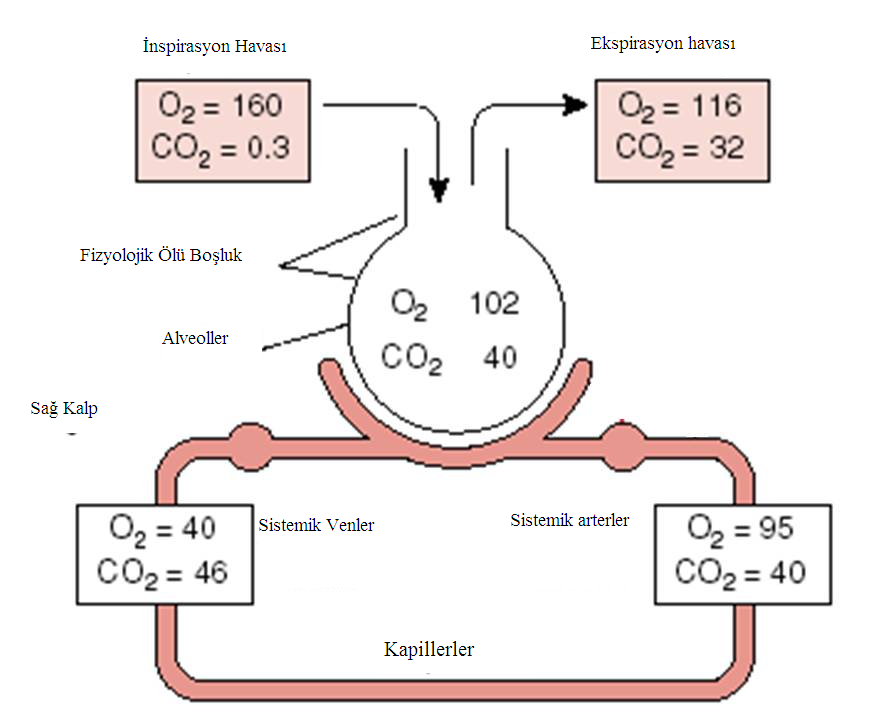 İnspirasyon Havası
Ekspirasyon havası
O₂ = 160
CO₂ = 0.3
O₂ = 116
CO₂ = 32
Fizyolojik Ölü Boşluk
O₂ 102
CO₂ 40
Alveoller
Sağ Kalp
O₂ = 40
CO₂ = 46
Sistemik Venler
Sistemik arterler
O₂ = 95
CO₂ = 40
Kapillerler